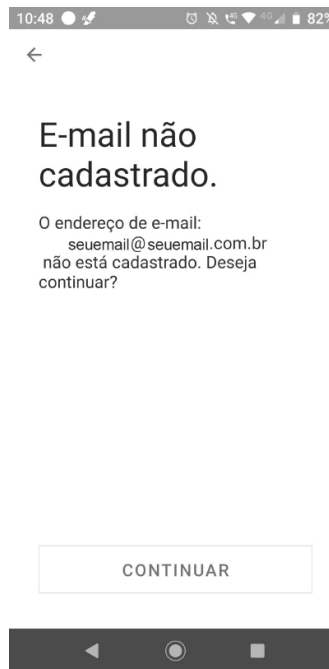 10:48 4G 82%
E-mail não
cadastrado.
O endereço de e-mail:
seuemail@seuemail.com.br
não está cadastrado. Deseja
continuar?
CONTINUAR